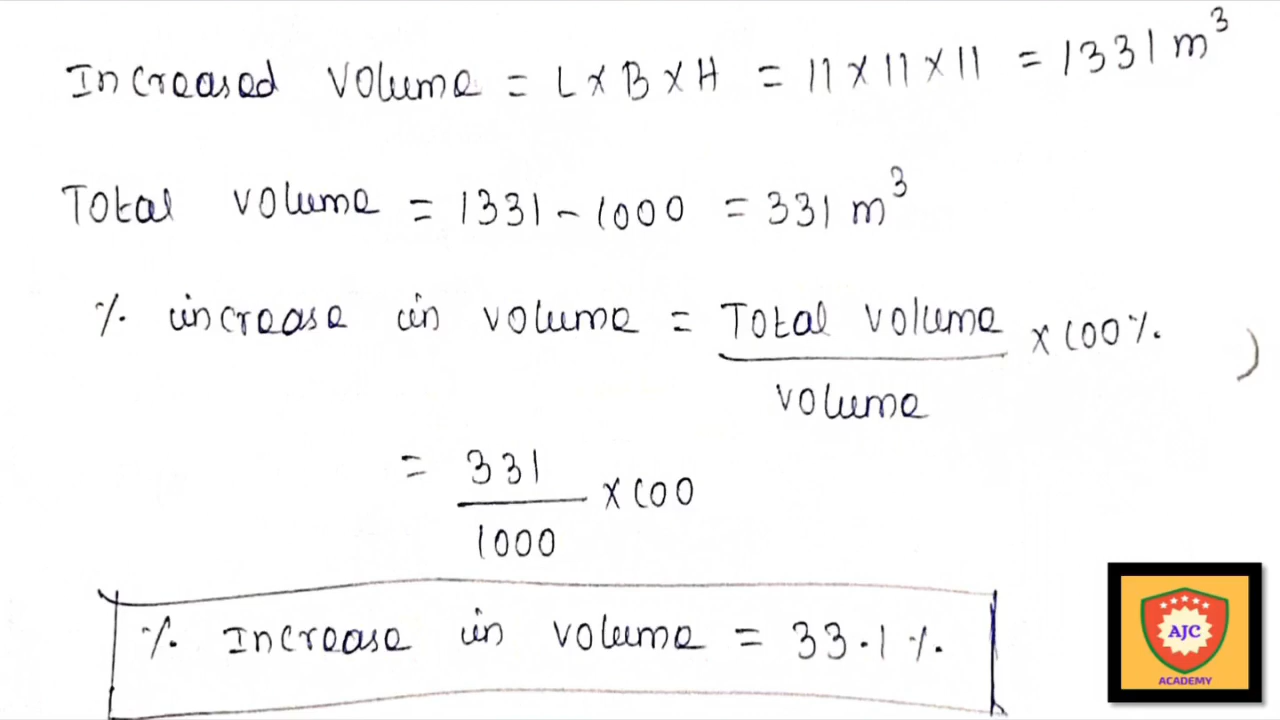 Increased volume = L × B × H = 11 × 11 × 11 = 1331 m³
Total volume = 1331 - 1000 = 331 m³
% increase in volume = Total volume / volume × 100% )
= 331 / 1000 × 100
% Increase in volume = 33.1 %
AJC
ACADEMY